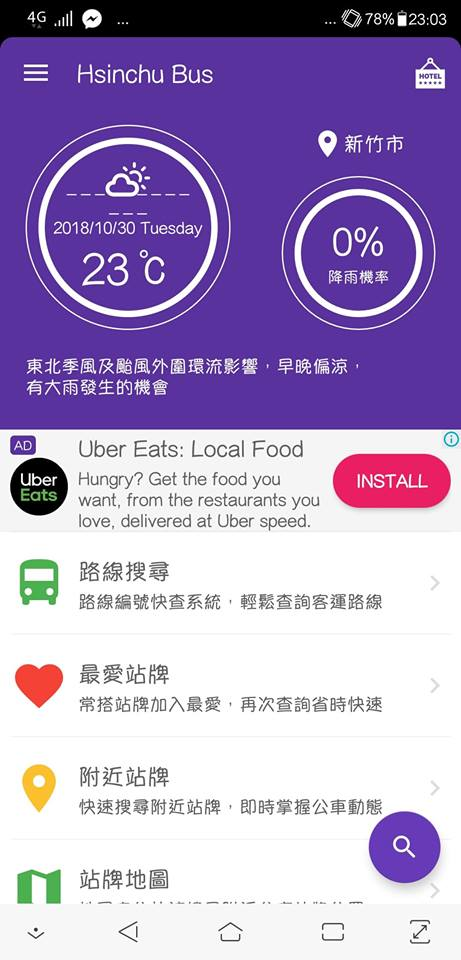 4G
...
... 78% 23:03
Hsinchu Bus
HOTEL
新竹市
2018/10/30 Tuesday
23 ℃
0%
降雨機率
東北季風及颱風外圍環流影響，早晚偏涼，
有大雨發生的機會
AD
Uber Eats: Local Food
Uber
Eats
Hungry? Get the food you
want, from the restaurants you
love, delivered at Uber speed.
INSTALL
路線搜尋
路線編號快查系統，輕鬆查詢客運路線
最愛站牌
常搭站牌加入最愛，再次查詢省時快速
附近站牌
快速搜尋附近站牌，即時掌握公車動態
站牌地圖